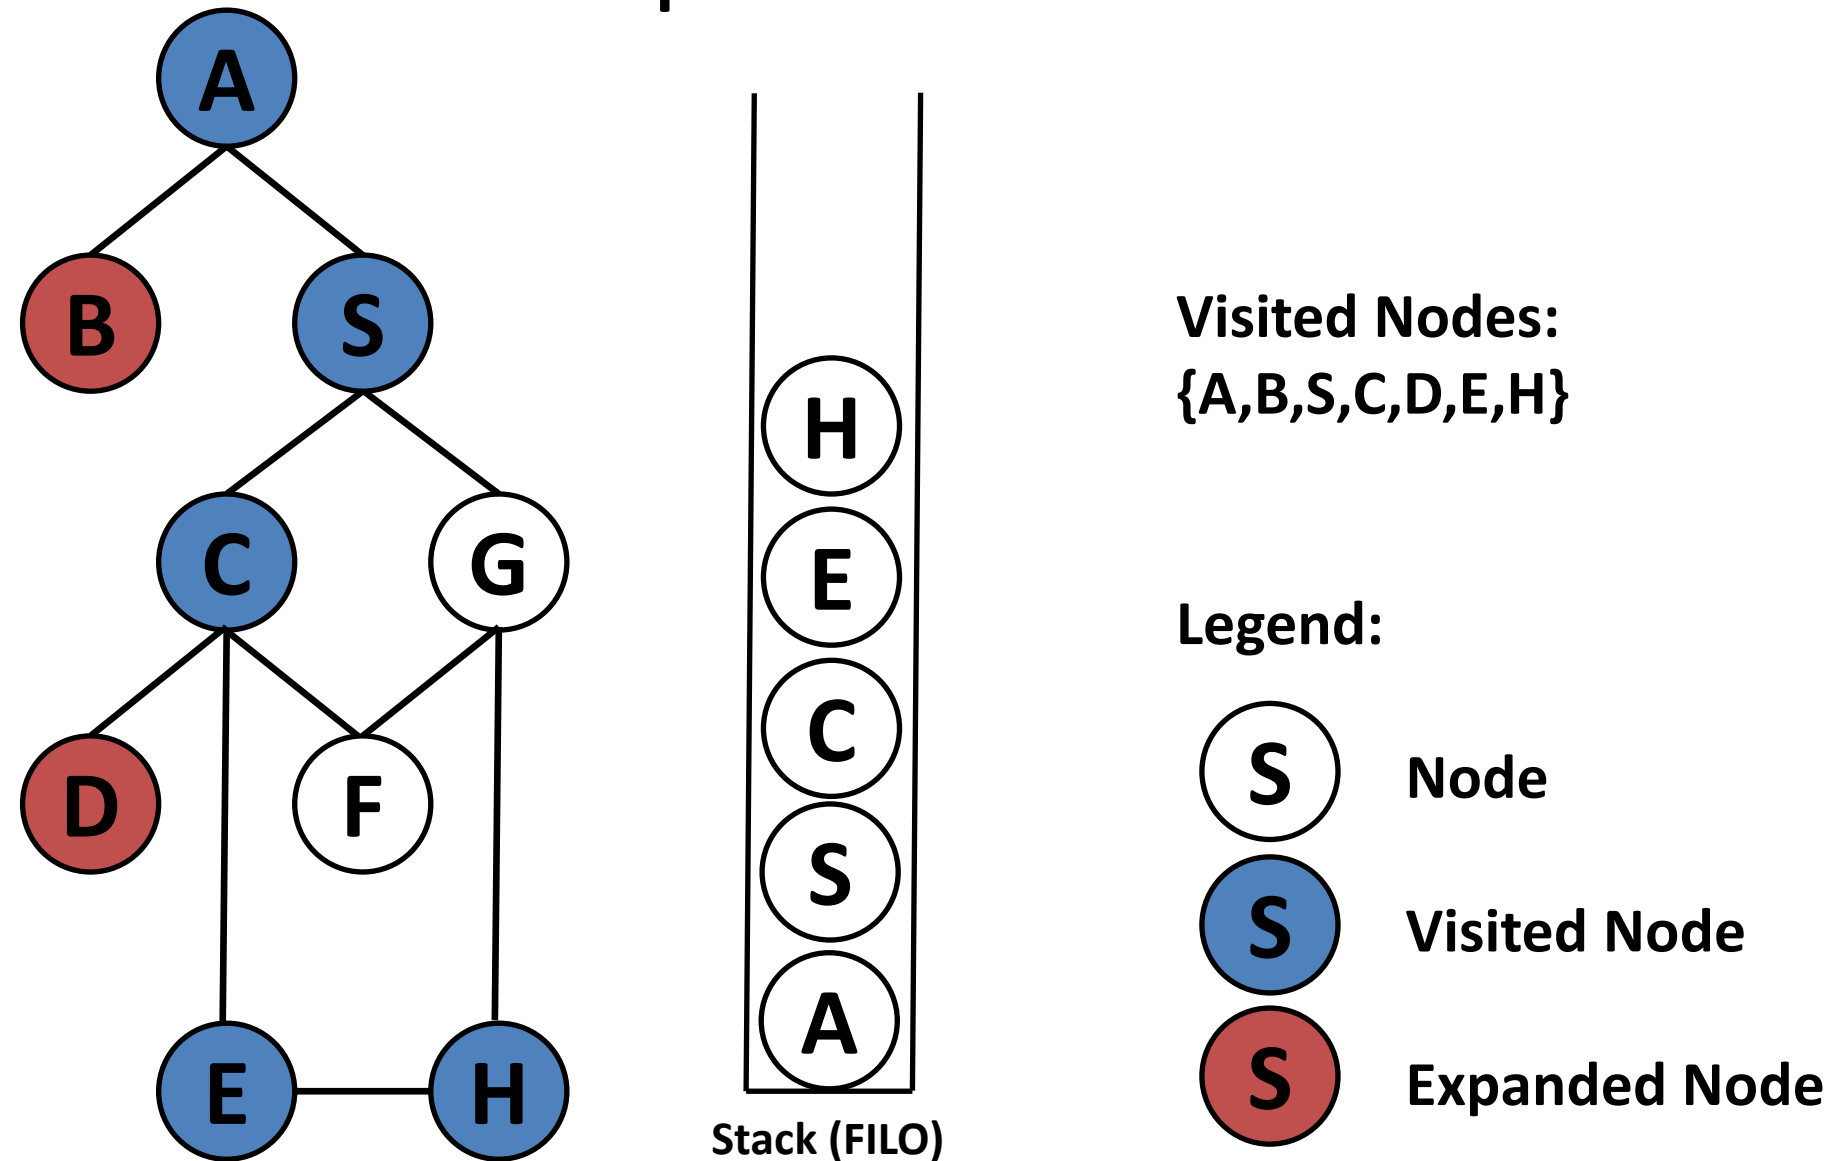 A
B
S
C
G
D
F
E
H
H
E
C
S
A
Stack (FILO)
Visited Nodes:
{A,B,S,C,D,E,H}
Legend:
S Node
S Visited Node
S Expanded Node